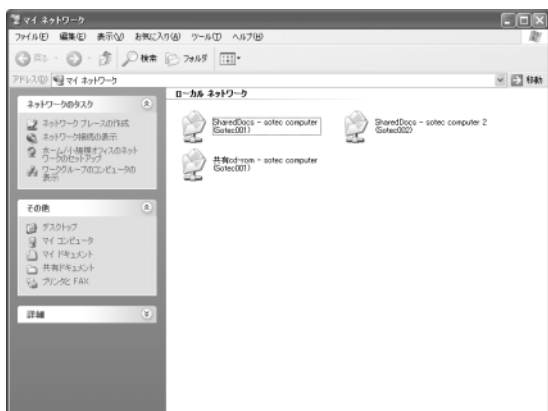 マイ ネットワーク
ファイル(F) 編集(E) 表示(V) お気に入り(A) ツール(T) ヘルプ(H)
戻る 検索 フォルダ
アドレス(D) マイ ネットワーク 移動
ネットワークのタスク
ネットワーク プレースの作成
ネットワーク接続の表示
ホーム/小規模オフィスのネット
ワークのセットアップ
ワークグループのコンピュータの
表示
その他
デスクトップ
マイ コンピュータ
マイ ドキュメント
共有ドキュメント
プリンタと FAX
詳細
ローカル ネットワーク
SharedDocs - sotec computer
(Sotec001)
SharedDocs - sotec computer 2
(Sotec002)
共有cd-rom - sotec computer
(Sotec001)